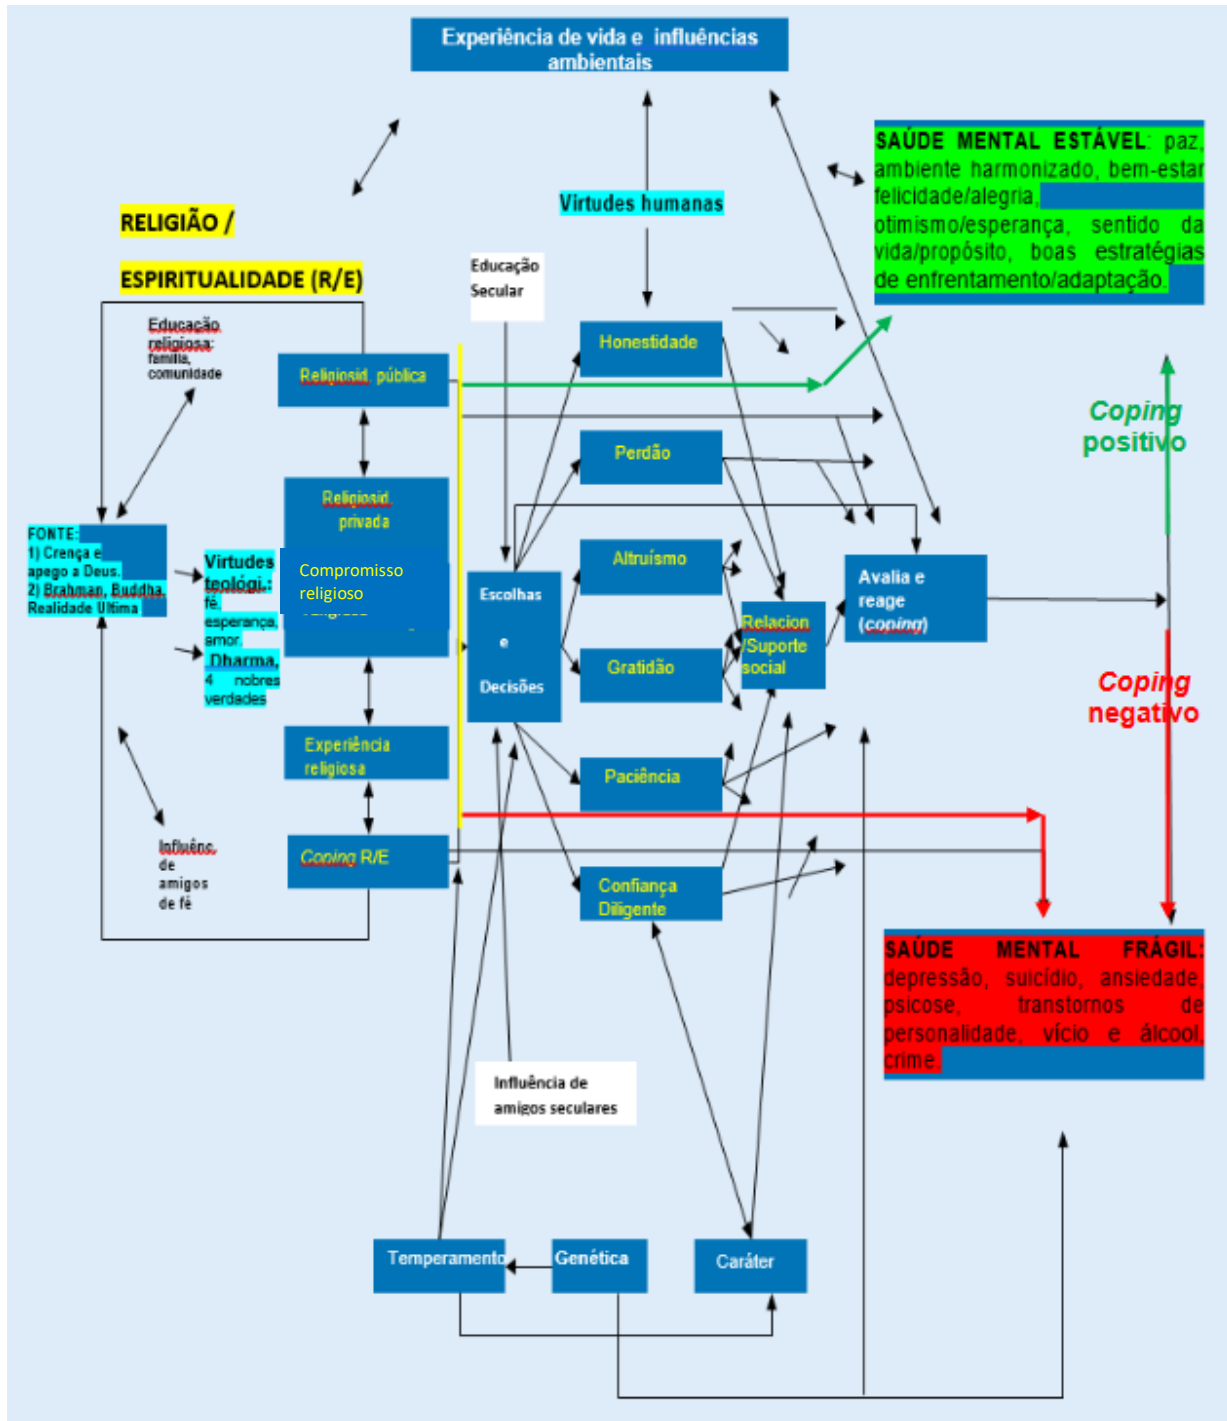 Experiência de vida e influências
ambientais
SAÚDE MENTAL ESTÁVEL: paz,
ambiente harmonizado, bem-estar
felicidade/alegria,
otimismo/esperança, sentido da
vida/propósito, boas estratégias
de enfrentamento/adaptação.
Virtudes humanas
RELIGIÃO /
ESPIRITUALIDADE (R/E)
Educação
Secular
Educação
religiosa:
família,
comunidade
Honestidade
Religiosid. pública
Coping
positivo
Perdão
Religiosid.
privada
FONTE:
1) Crença e
apego a Deus.
2) Brahman, Buddha,
Realidade Última
Virtudes
teológi.:
fé,
esperança,
amor.
Dharma,
4 nobres
verdades
Compromisso
religioso
Escolhas
e
Decisões
Altruísmo
Avalia e
reage
(coping)
Relacion
/Suporte
social
Gratidão
Coping
negativo
Experiência
religiosa
Paciência
Influênc.
de
amigos
de fé
Coping R/E
Confiança
Diligente
SAÚDE MENTAL FRÁGIL:
depressão, suicídio, ansiedade,
psicose, transtornos de
personalidade, vício e álcool,
crime.
Influência de
amigos seculares
Temperamento
Genética
Caráter